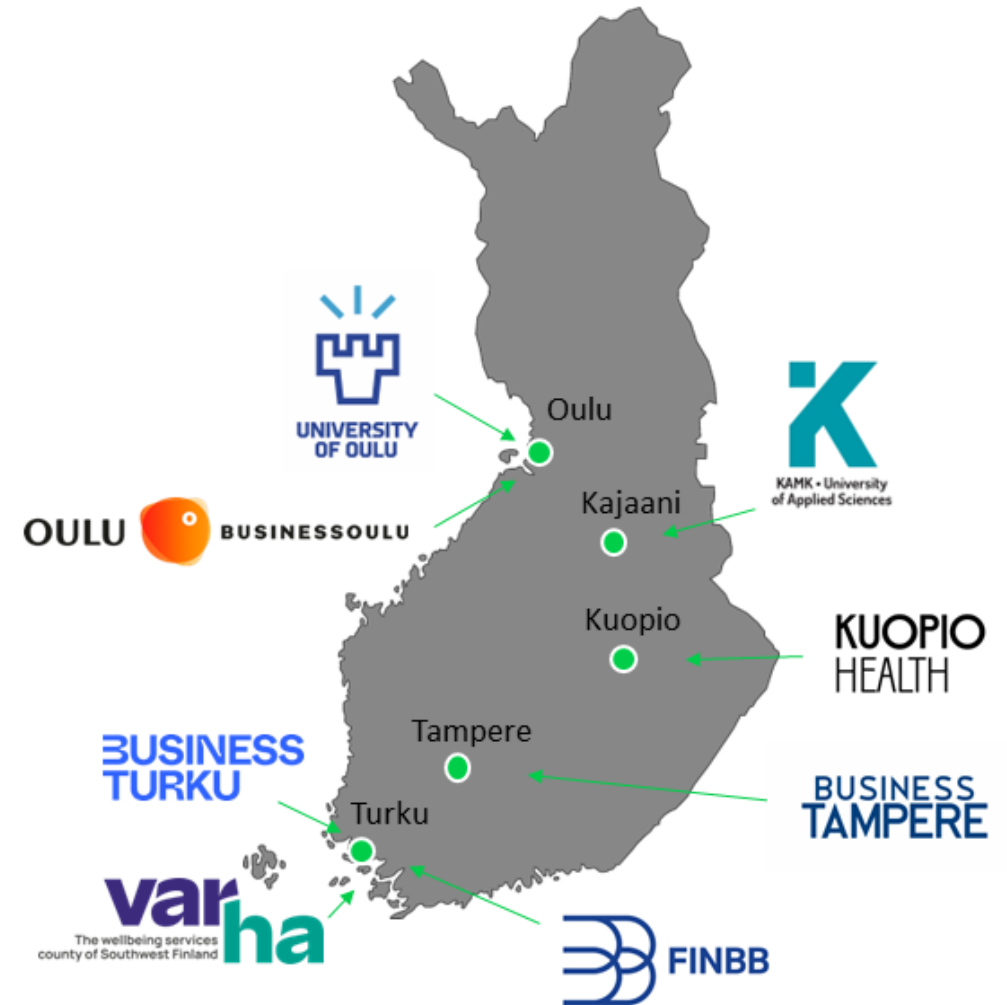 UNIVERSITY
OF OULU
Oulu
KAMK • University
of Applied Sciences
Kajaani
OULU
BUSINESSOULU
Kuopio
KUOPIO
HEALTH
Tampere
BUSINESS
TURKU
BUSINESS
TAMPERE
Turku
varha
The wellbeing services
county of Southwest Finland
FINBB